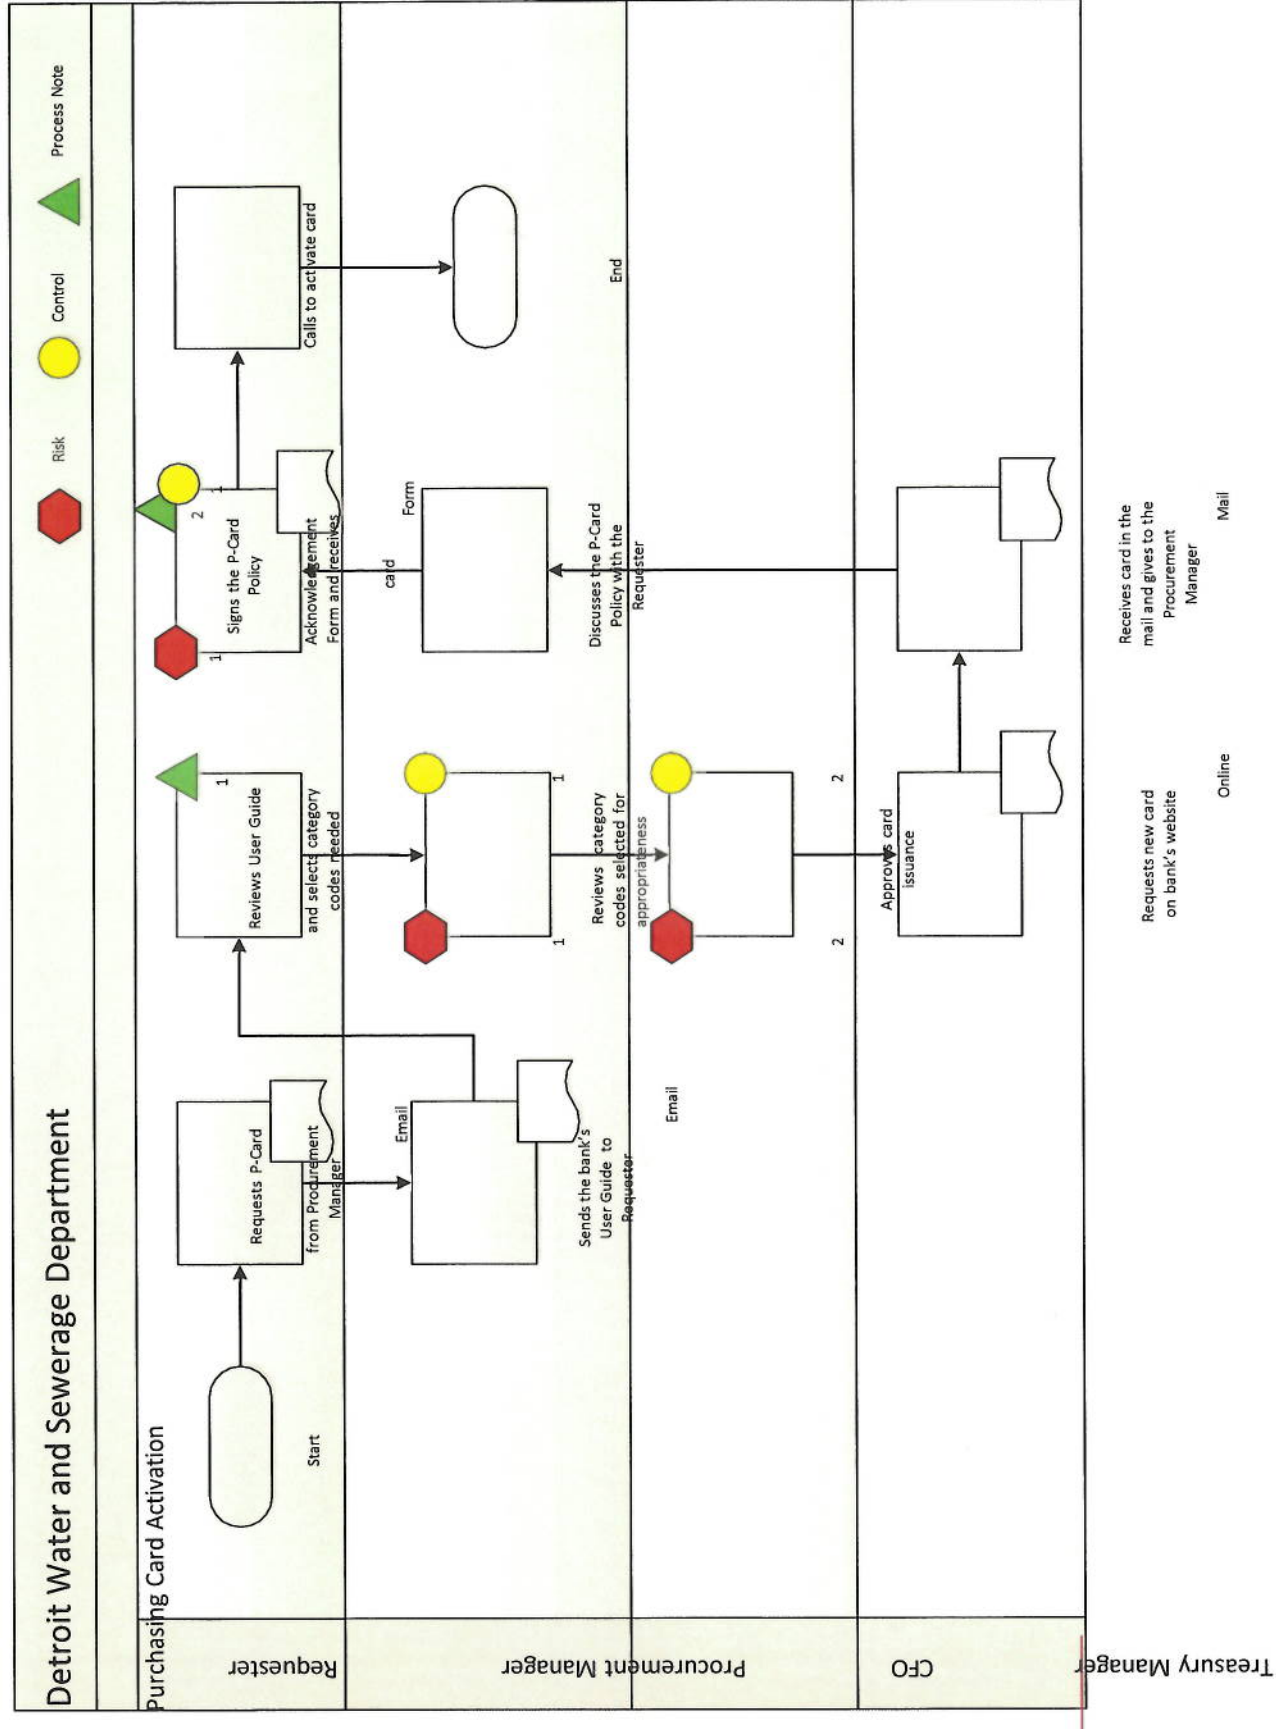 Detroit Water and Sewerage Department
Risk
Control
Process Note
Purchasing Card Activation
Requester
Start
Requests P-Card
from Procurement
Manager
Email
Reviews User Guide
and selects category
codes needed
1
1
Signs the P-Card
Policy
Acknowledgement
Form and receives
card
2
1
Form
Calls to activate card
Procurement Manager
Sends the bank's
User Guide to
Requestor
Email
1
Reviews category
codes selected for
appropriateness
1
Discusses the P-Card
Policy with the
Requester
End
CFO
2
Approves card
issuance
2
Treasury Manager
Requests new card
on bank's website
Online
Receives card in the
mail and gives to the
Procurement
Manager
Mail